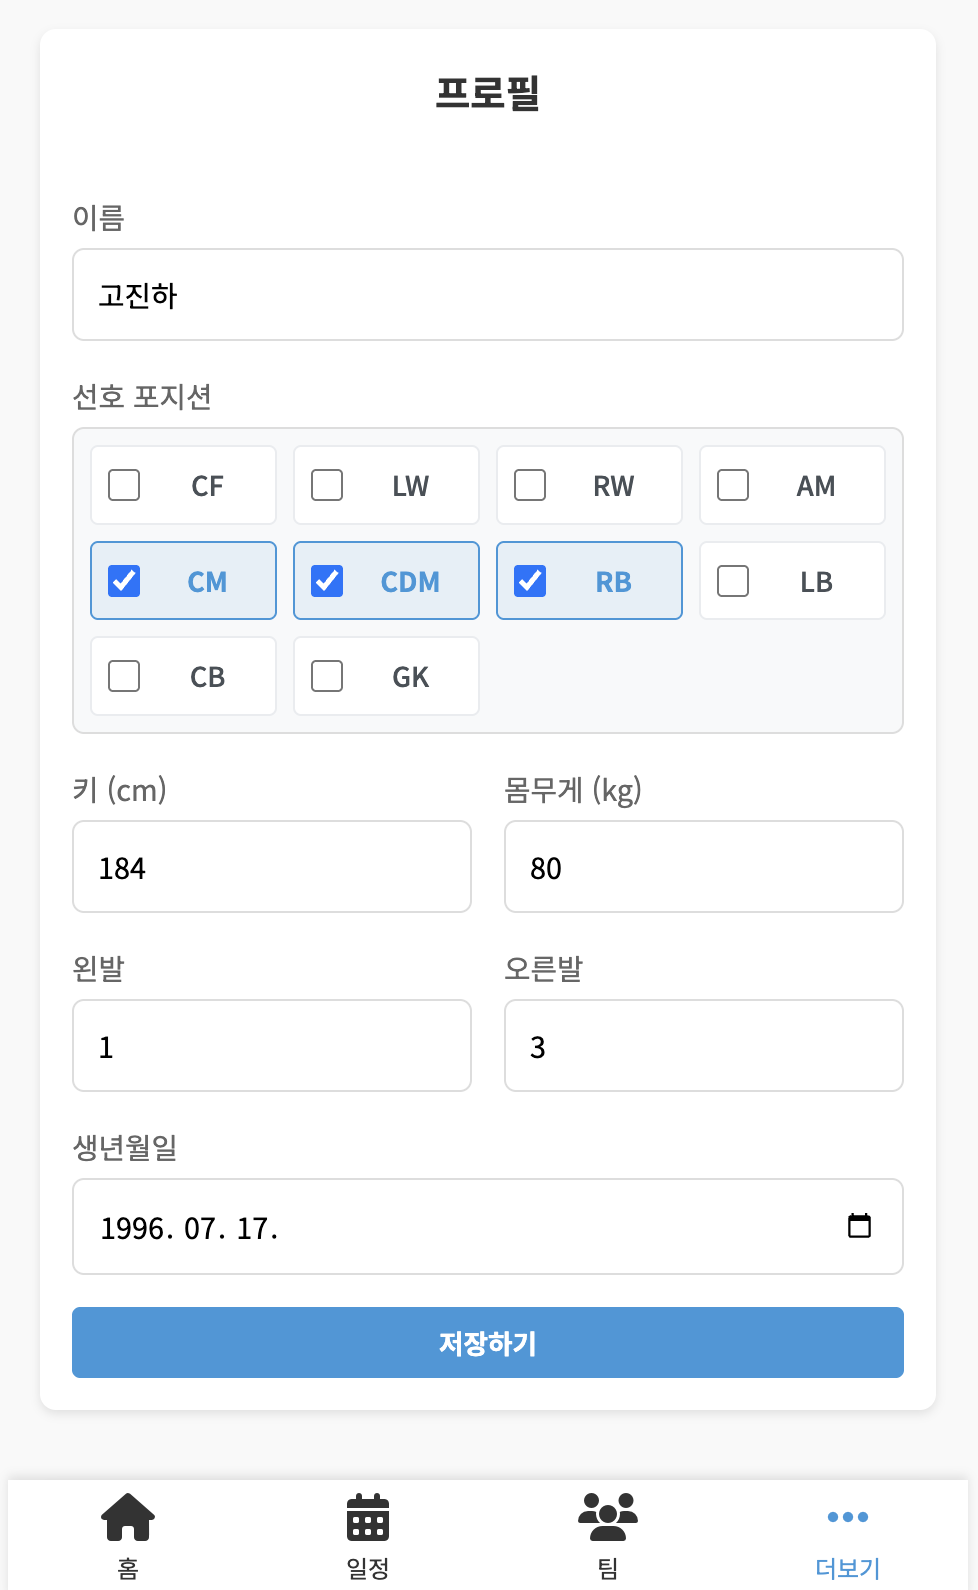 프로필
이름
고진하
선호 포지션
CF LW RW AM
CM CDM RB LB
CB GK
키 (cm) 몸무게 (kg)
184 80
왼발 오른발
1 3
생년월일
1996. 07. 17.
저장하기
홈 일정 팀 더보기